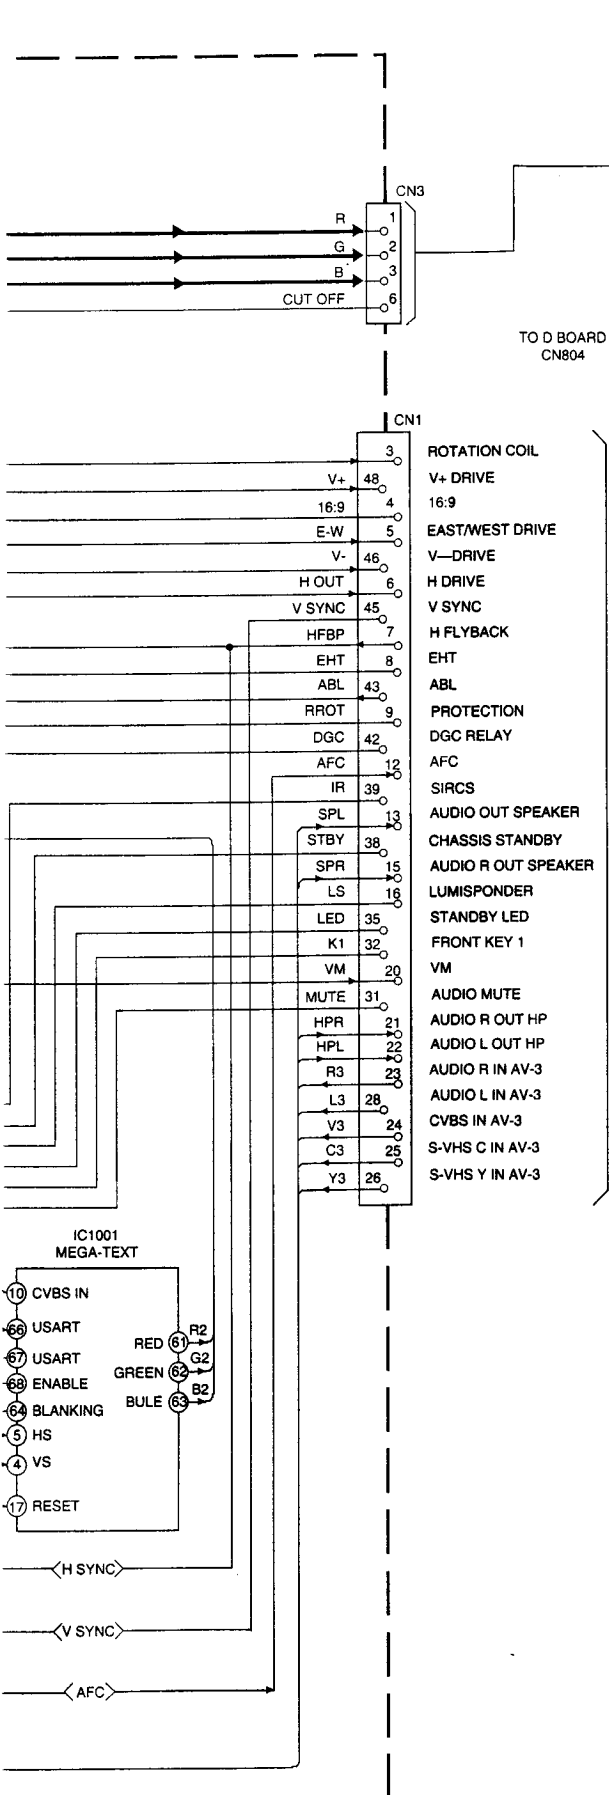 CN3
R 1
G 2
B 3
CUT OFF 6
TO D BOARD
CN804
CN1
3 ROTATION COIL
V+ 48 V+ DRIVE
16:9 4 16:9
E-W 5 EAST/WEST DRIVE
V- 46 V—DRIVE
H OUT 6 H DRIVE
V SYNC 45 V SYNC
HFBP 7 H FLYBACK
EHT 8 EHT
ABL 43 ABL
RROT 9 PROTECTION
DGC 42 DGC RELAY
AFC 12 AFC
IR 39 SIRCS
SPL 13 AUDIO OUT SPEAKER
STBY 38 CHASSIS STANDBY
SPR 15 AUDIO R OUT SPEAKER
LS 16 LUMISPONDER
LED 35 STANDBY LED
K1 32 FRONT KEY 1
VM 20 VM
MUTE 31 AUDIO MUTE
HPR 21 AUDIO R OUT HP
HPL 22 AUDIO L OUT HP
R3 23 AUDIO R IN AV-3
L3 28 AUDIO L IN AV-3
V3 24 CVBS IN AV-3
C3 25 S-VHS C IN AV-3
Y3 26 S-VHS Y IN AV-3
IC1001
MEGA-TEXT
10 CVBS IN
66 USART
RED 61 R2
67 USART
GREEN 62 G2
68 ENABLE
BULE 63 B2
64 BLANKING
5 HS
4 VS
17 RESET
H SYNC
V SYNC
AFC